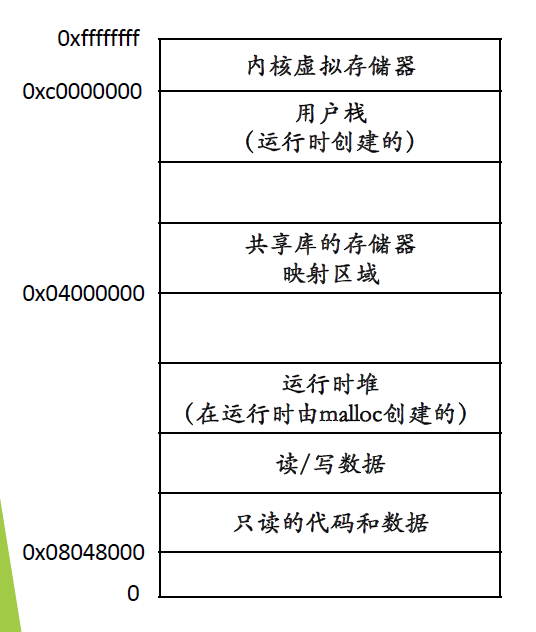 0xffffffff
内核虚拟存储器
0xc0000000
用户栈
（运行时创建的）
共享库的存储器
映射区域
0x04000000
运行时堆
（在运行时由malloc创建的）
读/写数据
只读的代码和数据
0x08048000
0